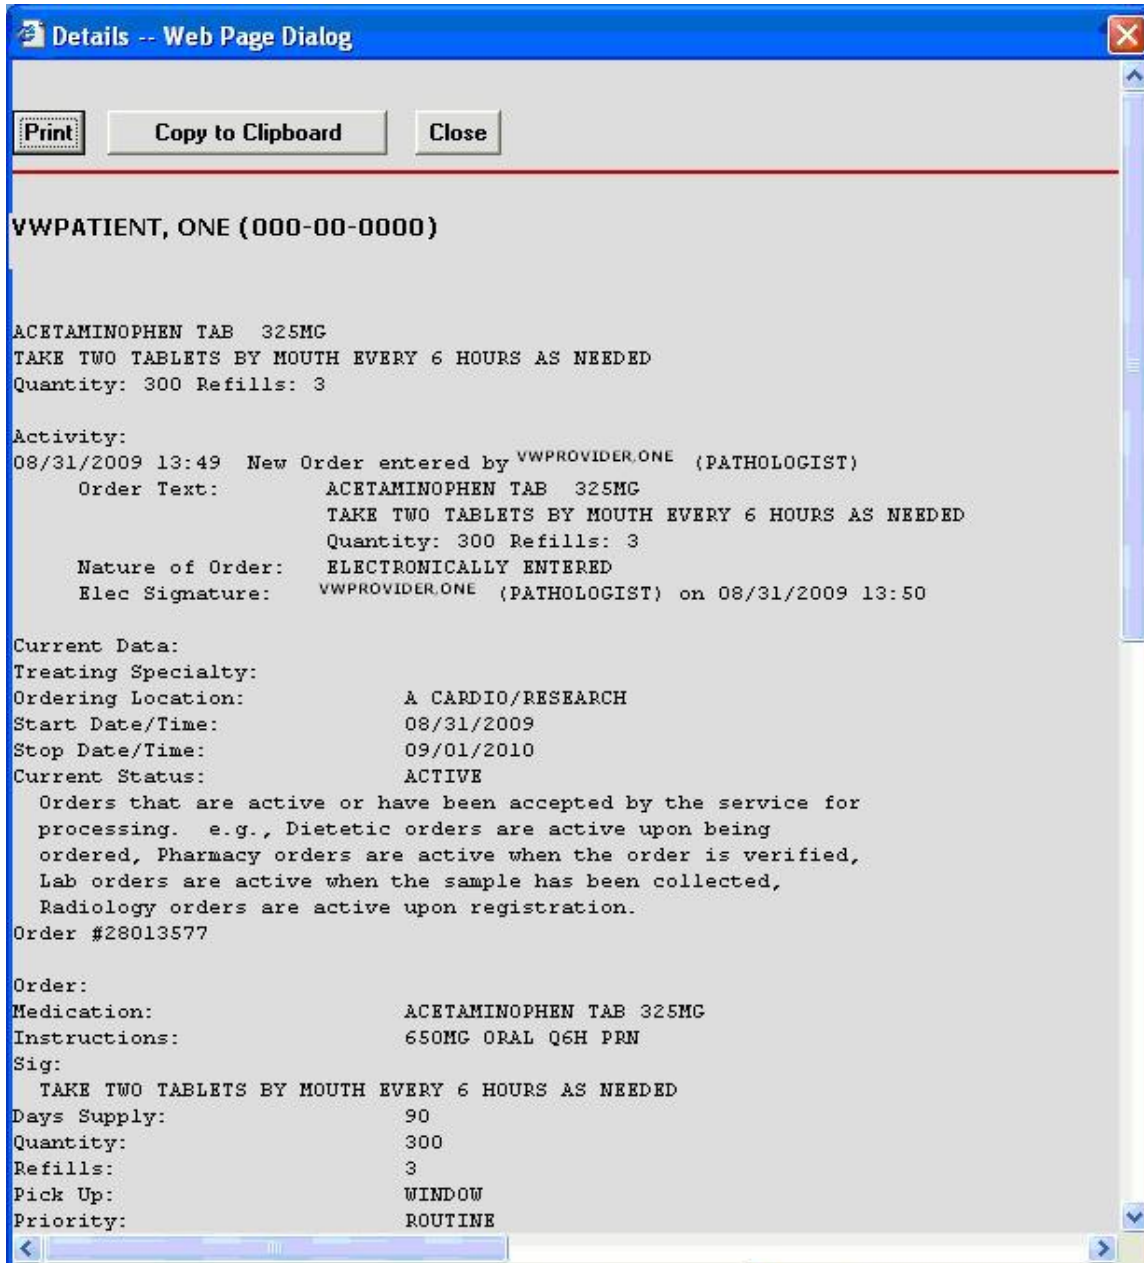 Details -- Web Page Dialog
Print Copy to Clipboard Close
VWPATIENT, ONE (000-00-0000)
ACETAMINOPHEN TAB  325MG
TAKE TWO TABLETS BY MOUTH EVERY 6 HOURS AS NEEDED
Quantity: 300 Refills: 3
Activity:
08/31/2009 13:49  New Order entered by VWPROVIDER,ONE (PATHOLOGIST)
Order Text: ACETAMINOPHEN TAB  325MG
TAKE TWO TABLETS BY MOUTH EVERY 6 HOURS AS NEEDED
Quantity: 300 Refills: 3
Nature of Order: ELECTRONICALLY ENTERED
Elec Signature: VWPROVIDER,ONE (PATHOLOGIST) on 08/31/2009 13:50
Current Data:
Treating Specialty:
Ordering Location: A CARDIO/RESEARCH
Start Date/Time: 08/31/2009
Stop Date/Time: 09/01/2010
Current Status: ACTIVE
Orders that are active or have been accepted by the service for
processing.  e.g., Dietetic orders are active upon being
ordered, Pharmacy orders are active when the order is verified,
Lab orders are active when the sample has been collected,
Radiology orders are active upon registration.
Order #28013577
Order:
Medication: ACETAMINOPHEN TAB 325MG
Instructions: 650MG ORAL Q6H PRN
Sig:
TAKE TWO TABLETS BY MOUTH EVERY 6 HOURS AS NEEDED
Days Supply: 90
Quantity: 300
Refills: 3
Pick Up: WINDOW
Priority: ROUTINE